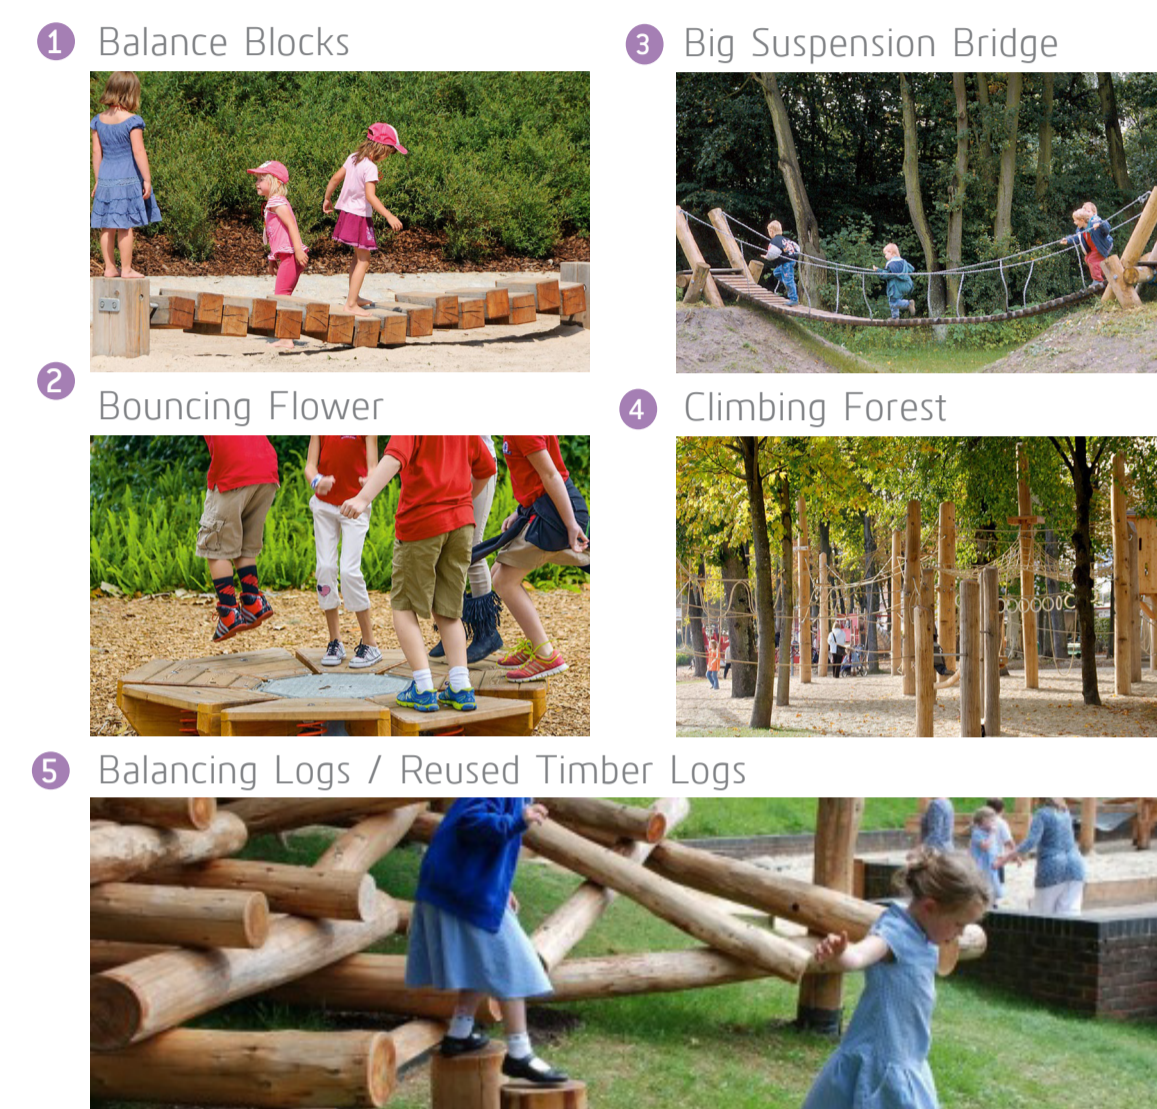 1 Balance Blocks
3 Big Suspension Bridge
2 Bouncing Flower
4 Climbing Forest
5 Balancing Logs / Reused Timber Logs